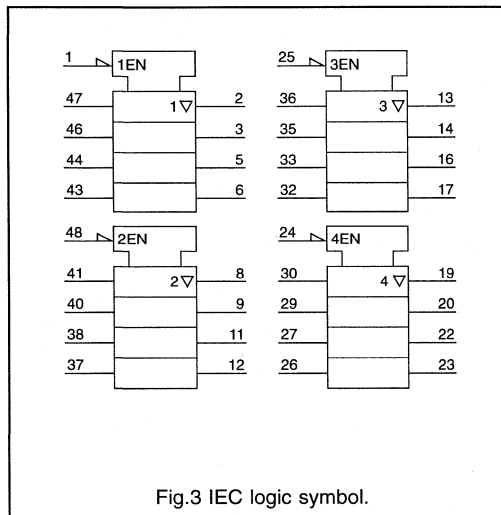 1 1EN
47 1▽ 2
46 3
44 5
43 6
25 3EN
36 3▽ 13
35 14
33 16
32 17
48 2EN
41 2▽ 8
40 9
38 11
37 12
24 4EN
30 4▽ 19
29 20
27 22
26 23
Fig.3 IEC logic symbol.